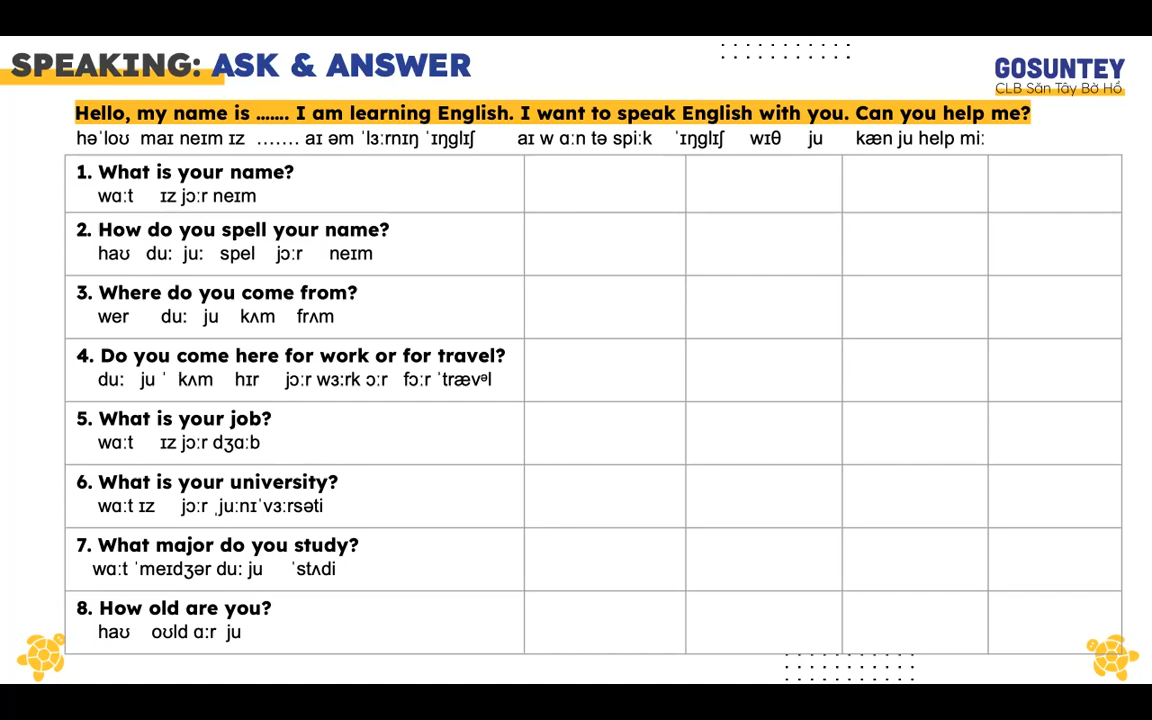 SPEAKING: ASK & ANSWER
GOSUNTEY
CLB Săn Tây Bờ Hồ
Hello, my name is ....... I am learning English. I want to speak English with you. Can you help me?
həˈloʊ maɪ neɪm ɪz ....... aɪ əm ˈlɜːrnɪŋ ˈɪŋɡlɪʃ aɪ w ɑːn tə spiːk ˈɪŋɡlɪʃ wɪθ ju kæn ju help miː
1. What is your name?
wɑːt ɪz jɔːr neɪm
2. How do you spell your name?
haʊ duː juː spel jɔːr neɪm
3. Where do you come from?
wer duː ju kʌm frʌm
4. Do you come here for work or for travel?
duː ju ˈ kʌm hɪr jɔːr wɜːrk ɔːr fɔːr ˈtrævᵊl
5. What is your job?
wɑːt ɪz jɔːr dʒɑːb
6. What is your university?
wɑːt ɪz jɔːr ˌjuːnɪˈvɜːrsəti
7. What major do you study?
wɑːt ˈmeɪdʒər duː ju ˈstʌdi
8. How old are you?
haʊ oʊld ɑːr ju